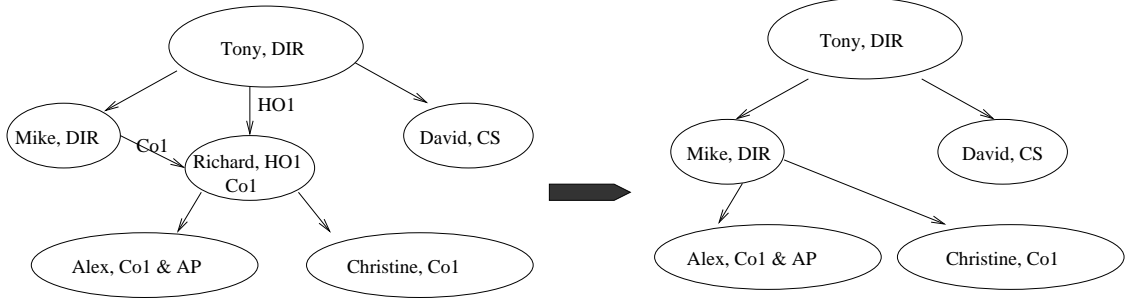 Tony, DIR
HO1
Mike, DIR
Co1
Richard, HO1
Co1
David, CS
Alex, Co1 & AP
Christine, Co1
Tony, DIR
Mike, DIR
David, CS
Alex, Co1 & AP
Christine, Co1